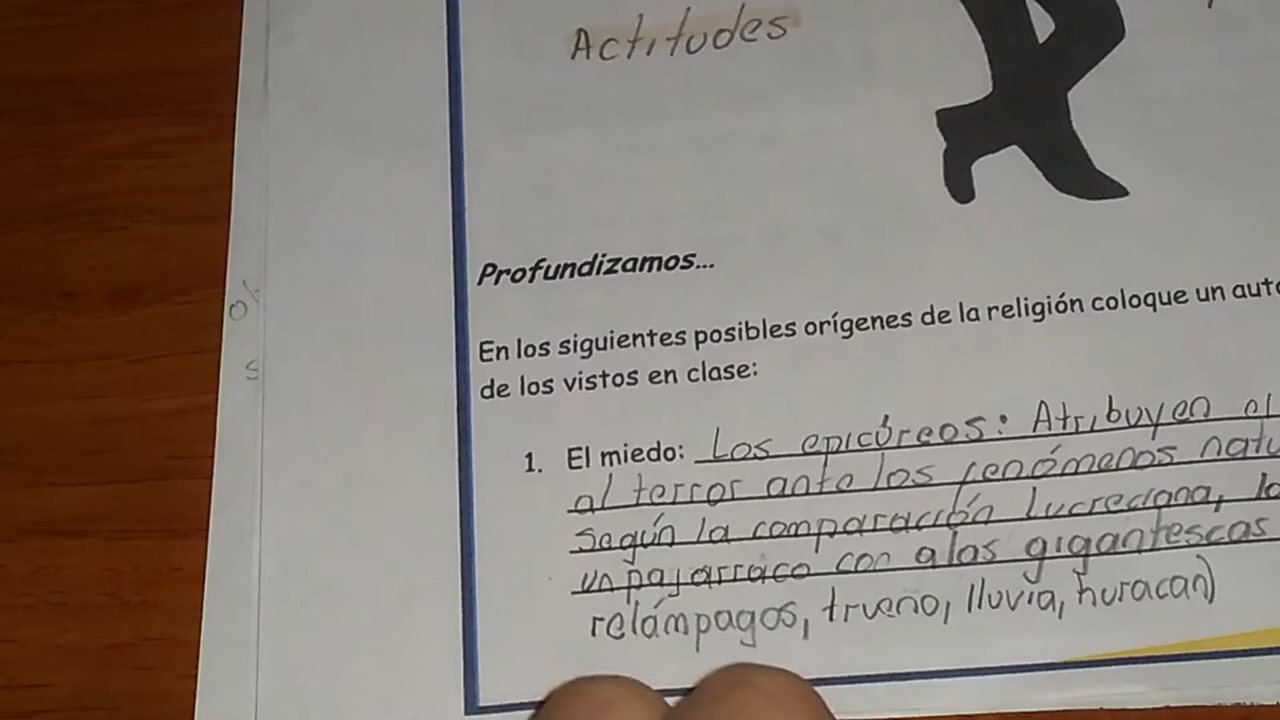 Actitudes
Profundizamos...
En los siguientes posibles orígenes de la religión coloque un
de los vistos en clase:
1. El miedo: Los epicúreos: Atribuyen el
al terror ante los fenómenos
según la comparación lucreciana,
un pajarraco con alas gigantescas
relámpagos, trueno, lluvia, huracan)